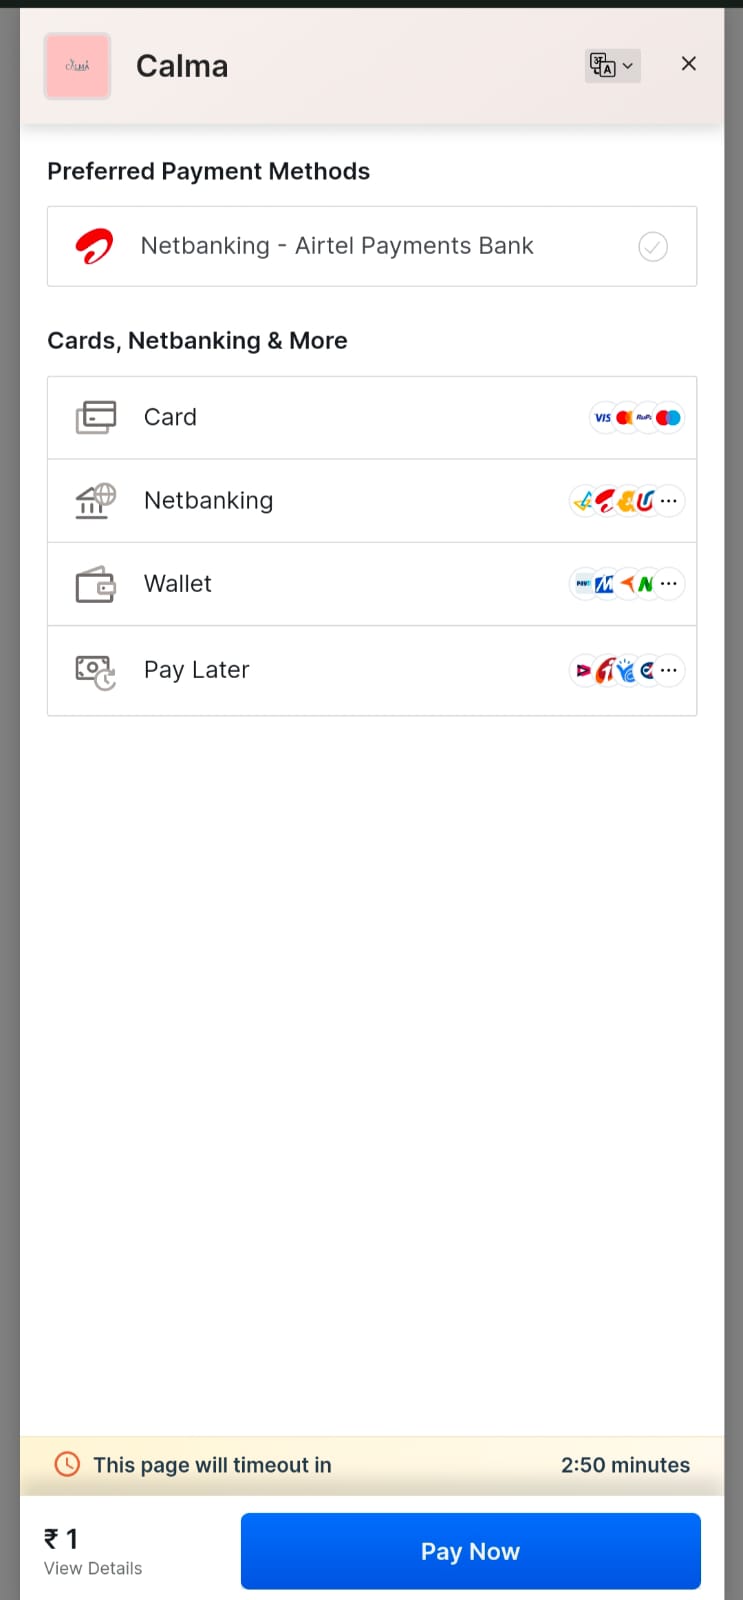 Calma
Preferred Payment Methods
Netbanking - Airtel Payments Bank
Cards, Netbanking & More
Card
VIS
Netbanking
Wallet
Pay Later
This page will timeout in 2:50 minutes
₹ 1
View Details
Pay Now